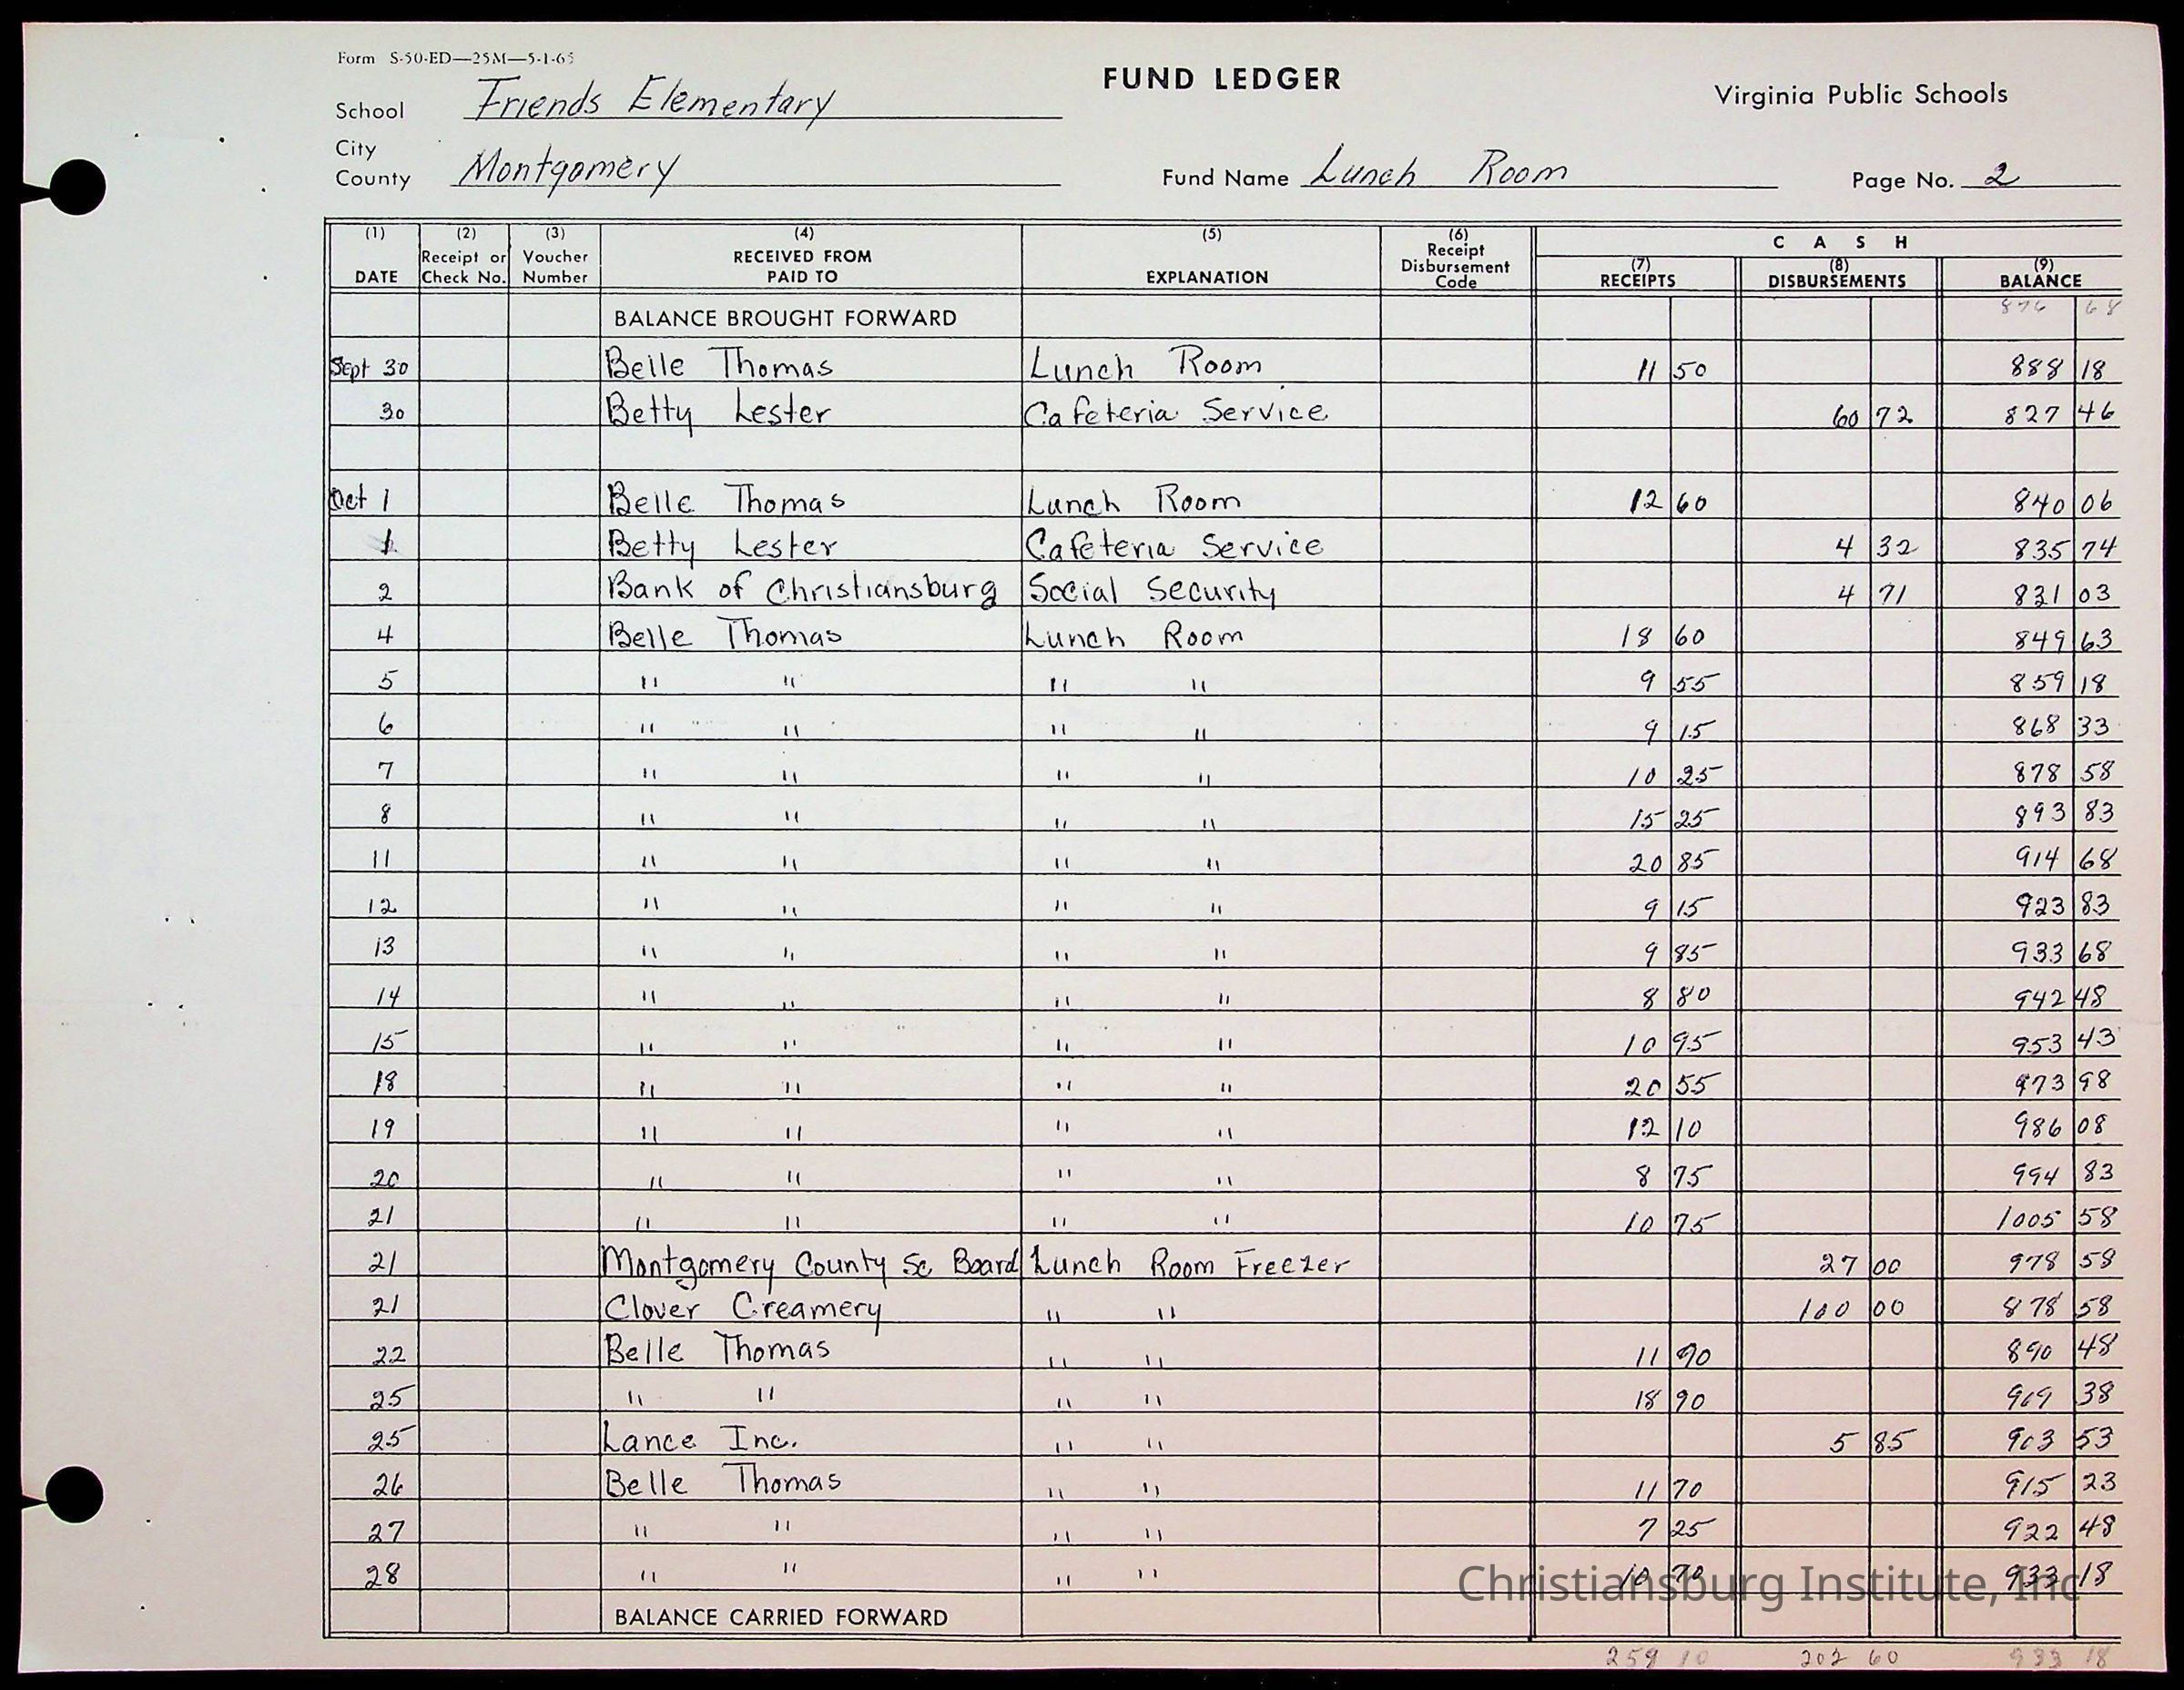 Form S-50-ED—25M—5-1-65
FUND LEDGER
Virginia Public Schools
School Friends Elementary
City
County Montgomery
Fund Name Lunch Room
Page No. 2
(1) DATE (2) Receipt or Check No. (3) Voucher Number (4) RECEIVED FROM PAID TO (5) EXPLANATION (6) Receipt Disbursement Code CASH (7) RECEIPTS (8) DISBURSEMENTS (9) BALANCE
BALANCE BROUGHT FORWARD 876 68
Sept 30 Belle Thomas Lunch Room 11 50 888 18
30 Betty Lester Cafeteria Service 60 72 827 46
Oct 1 Belle Thomas Lunch Room 12 60 840 06
1 Betty Lester Cafeteria Service 4 32 835 74
2 Bank of Christiansburg Social Security 4 71 831 03
4 Belle Thomas Lunch Room 18 60 849 63
5 " " " " 9 55 859 18
6 " " " " 9 15 868 33
7 " " " " 10 25 878 58
8 " " " " 15 25 893 83
11 " " " " 20 85 914 68
12 " " " " 9 15 923 83
13 " " " " 9 85 933 68
14 " " " " 8 80 942 48
15 " " " " 10 95 953 43
18 " " " " 20 55 973 98
19 " " " " 12 10 986 08
20 " " " " 8 75 994 83
21 " " " " 10 75 1005 58
21 Montgomery County Sc Board Lunch Room Freezer 27 00 978 58
21 Clover Creamery " " 100 00 878 58
22 Belle Thomas " " 11 90 890 48
25 " " " " 18 90 909 38
25 Lance Inc. " " 5 85 903 53
26 Belle Thomas " " 11 70 915 23
27 " " " " 7 25 922 48
28 " " " " 10 70 933 18
Christiansburg Institute, Inc
BALANCE CARRIED FORWARD
259 10 202 60 933 18